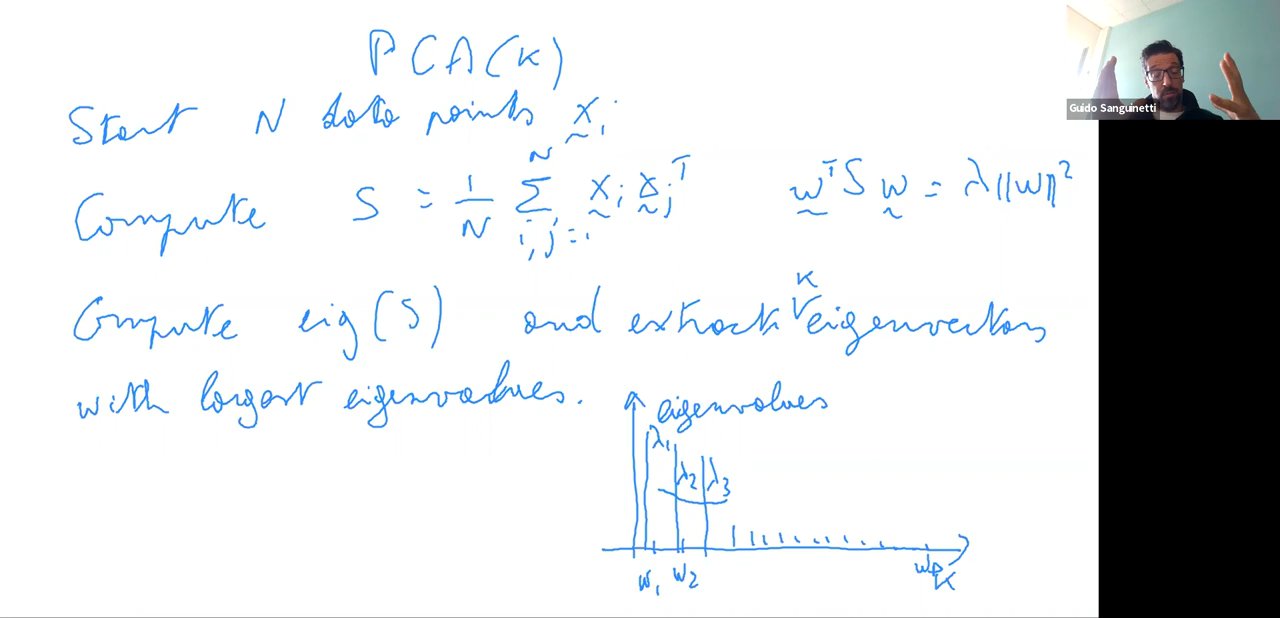 PCA(K)
Guido Sanguinetti
Start N data points x_i
Compute S = 1/N ∑_{i,j=1}^{N} x_i x_j^T w^T S w = λ||w||²
Compute eig(S) and extract K eigenvectors
with largest eigenvalues.
eigenvalues
λ1 λ2 λ3
w1 w2 wD
K